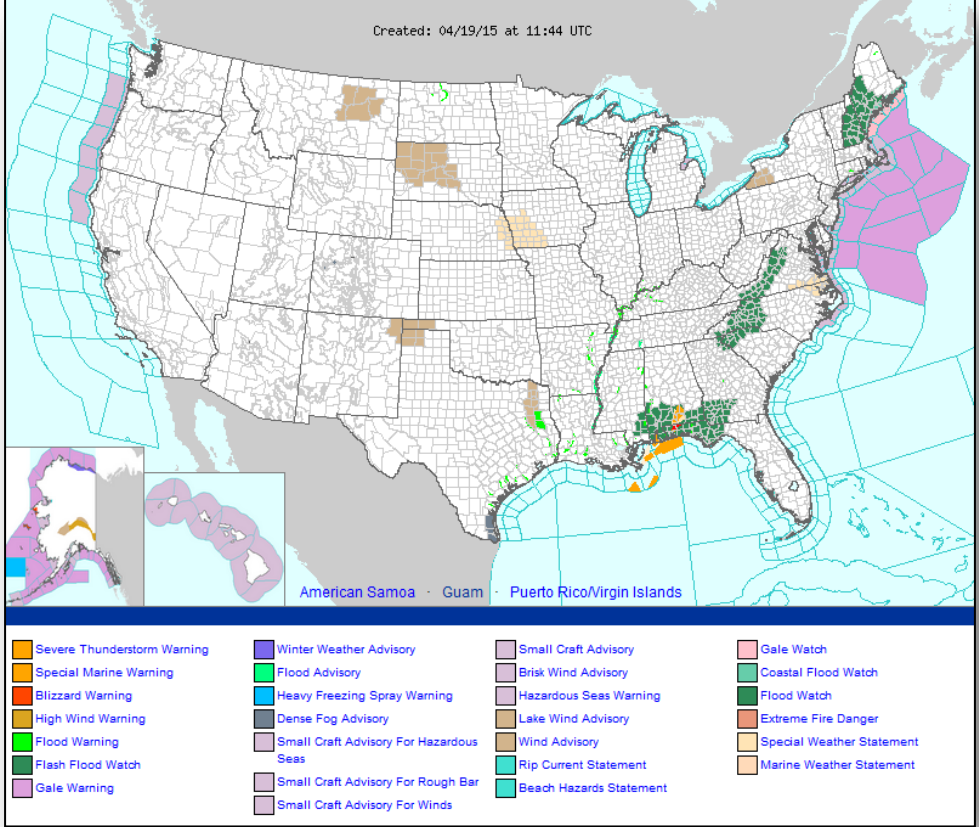 Created: 04/19/15 at 11:44 UTC
American Samoa · Guam · Puerto Rico/Virgin Islands
Severe Thunderstorm Warning
Special Marine Warning
Blizzard Warning
High Wind Warning
Flood Warning
Flash Flood Watch
Gale Warning
Winter Weather Advisory
Flood Advisory
Heavy Freezing Spray Warning
Dense Fog Advisory
Small Craft Advisory For Hazardous
Seas
Small Craft Advisory For Rough Bar
Small Craft Advisory For Winds
Small Craft Advisory
Brisk Wind Advisory
Hazardous Seas Warning
Lake Wind Advisory
Wind Advisory
Rip Current Statement
Beach Hazards Statement
Gale Watch
Coastal Flood Watch
Flood Watch
Extreme Fire Danger
Special Weather Statement
Marine Weather Statement